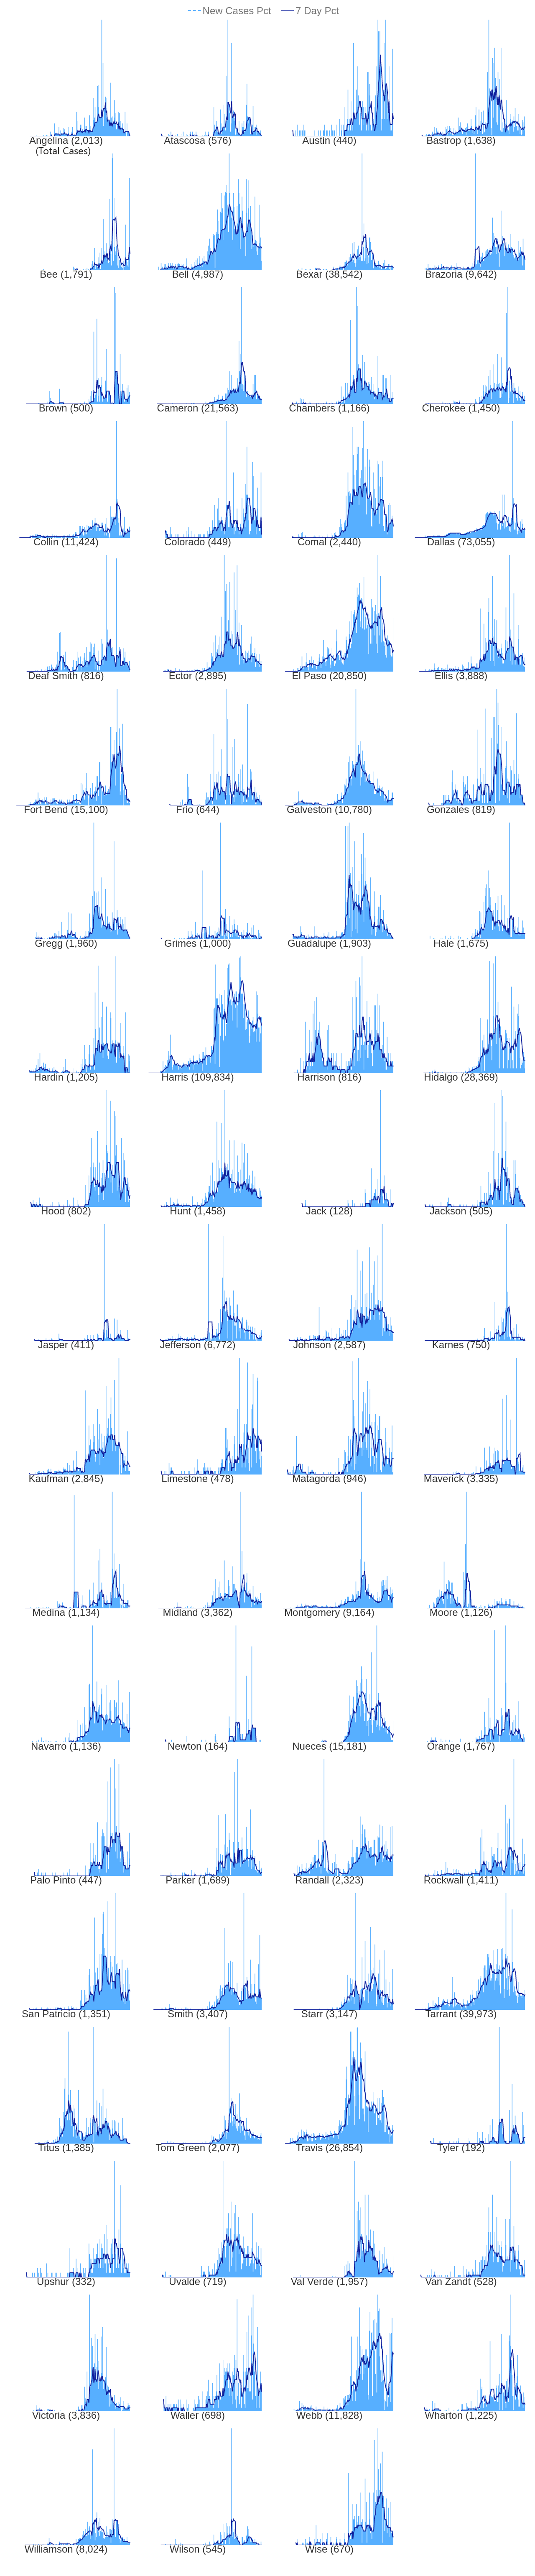 New Cases Pct 7 Day Pct
Angelina (2,013) Atascosa (576) Austin (440) Bastrop (1,638)
(Total Cases)
Bee (1,791) Bell (4,987) Bexar (38,542) Brazoria (9,642)
Brown (500) Cameron (21,563) Chambers (1,166) Cherokee (1,450)
Collin (11,424) Colorado (449) Comal (2,440) Dallas (73,055)
Deaf Smith (816) Ector (2,895) El Paso (20,850) Ellis (3,888)
Fort Bend (15,100) Frio (644) Galveston (10,780) Gonzales (819)
Gregg (1,960) Grimes (1,000) Guadalupe (1,903) Hale (1,675)
Hardin (1,205) Harris (109,834) Harrison (816) Hidalgo (28,369)
Hood (802) Hunt (1,458) Jack (128) Jackson (505)
Jasper (411) Jefferson (6,772) Johnson (2,587) Karnes (750)
Kaufman (2,845) Limestone (478) Matagorda (946) Maverick (3,335)
Medina (1,134) Midland (3,362) Montgomery (9,164) Moore (1,126)
Navarro (1,136) Newton (164) Nueces (15,181) Orange (1,767)
Palo Pinto (447) Parker (1,689) Randall (2,323) Rockwall (1,411)
San Patricio (1,351) Smith (3,407) Starr (3,147) Tarrant (39,973)
Titus (1,385) Tom Green (2,077) Travis (26,854) Tyler (192)
Upshur (332) Uvalde (719) Val Verde (1,957) Van Zandt (528)
Victoria (3,836) Waller (698) Webb (11,828) Wharton (1,225)
Williamson (8,024) Wilson (545) Wise (670)